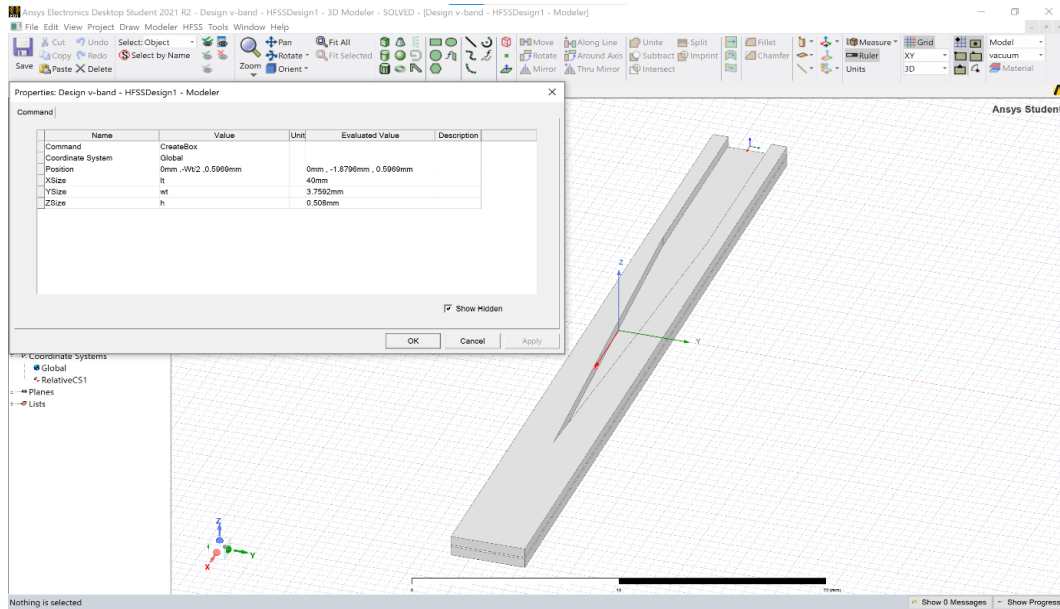 Ansys Electronics Desktop Student 2021 R2 - Design v-band - HFSSDesign1 - 3D Modeler - SOLVED - [Design v-band - HFSSDesign1 - Modeler]
File Edit View Project Draw Modeler HFSS Tools Window Help
Save
Cut Undo
Copy Redo
Paste Delete
Select: Object
Select by Name
Zoom
Pan
Rotate
Orient
Fit All
Fit Selected
Move Along Line
Rotate Around Axis
Mirror Thru Mirror
Unite Split
Subtract Imprint
Intersect
Fillet
Chamfer
Measure
Ruler
Units
Grid
XY
3D
Model
vacuum
Material
Properties: Design v-band - HFSSDesign1 - Modeler
Command
Name Value Unit Evaluated Value Description
Command CreateBox
Coordinate System Global
Position 0mm ,-Wt/2 ,0.5969mm 0mm , -1.8796mm , 0.5969mm
XSize lt 40mm
YSize wt 3.7592mm
ZSize h 0.508mm
Show Hidden
OK Cancel Apply
Ansys Student
Coordinate Systems
Global
RelativeCS1
Planes
Lists
Z
Y
Z
Y
X
0 10 20 (mm)
Nothing is selected
Show 0 Messages
Show Progress